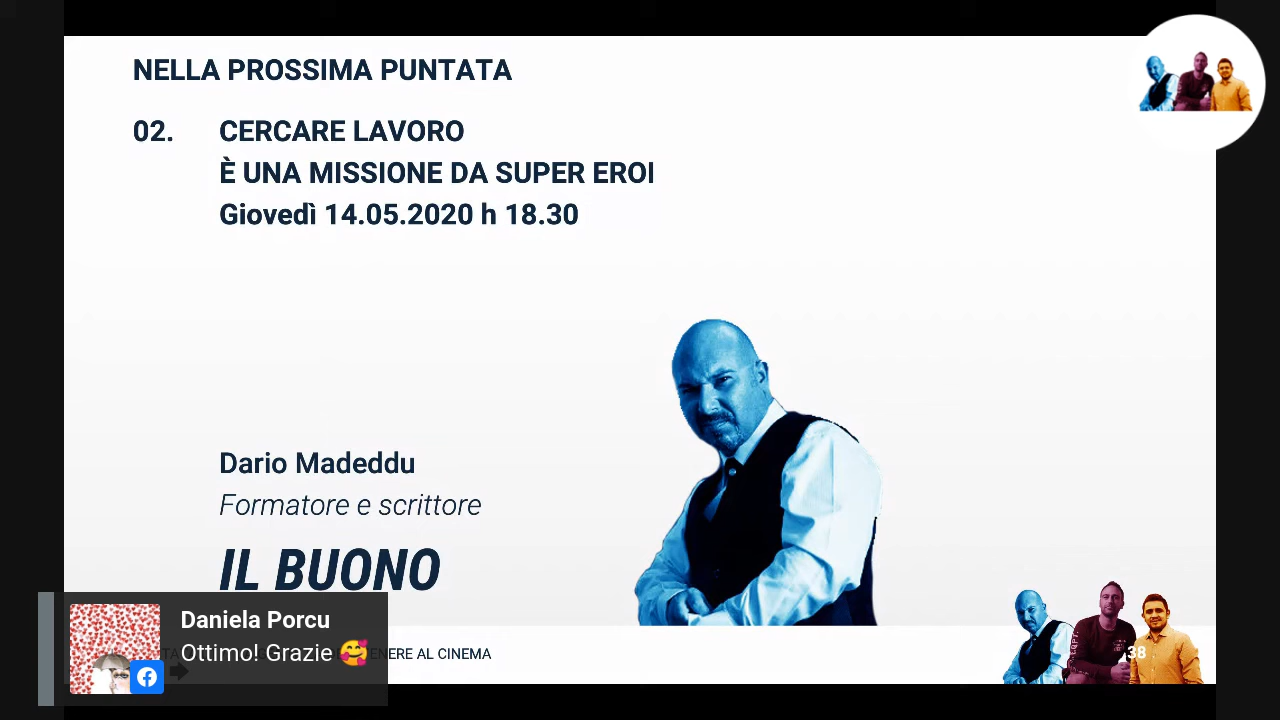 NELLA PROSSIMA PUNTATA
02. CERCARE LAVORO
È UNA MISSIONE DA SUPER EROI
Giovedì 14.05.2020 h 18.30
Dario Madeddu
Formatore e scrittore
IL BUONO
Daniela Porcu
Ottimo! Grazie 🥰
AL CINEMA
38